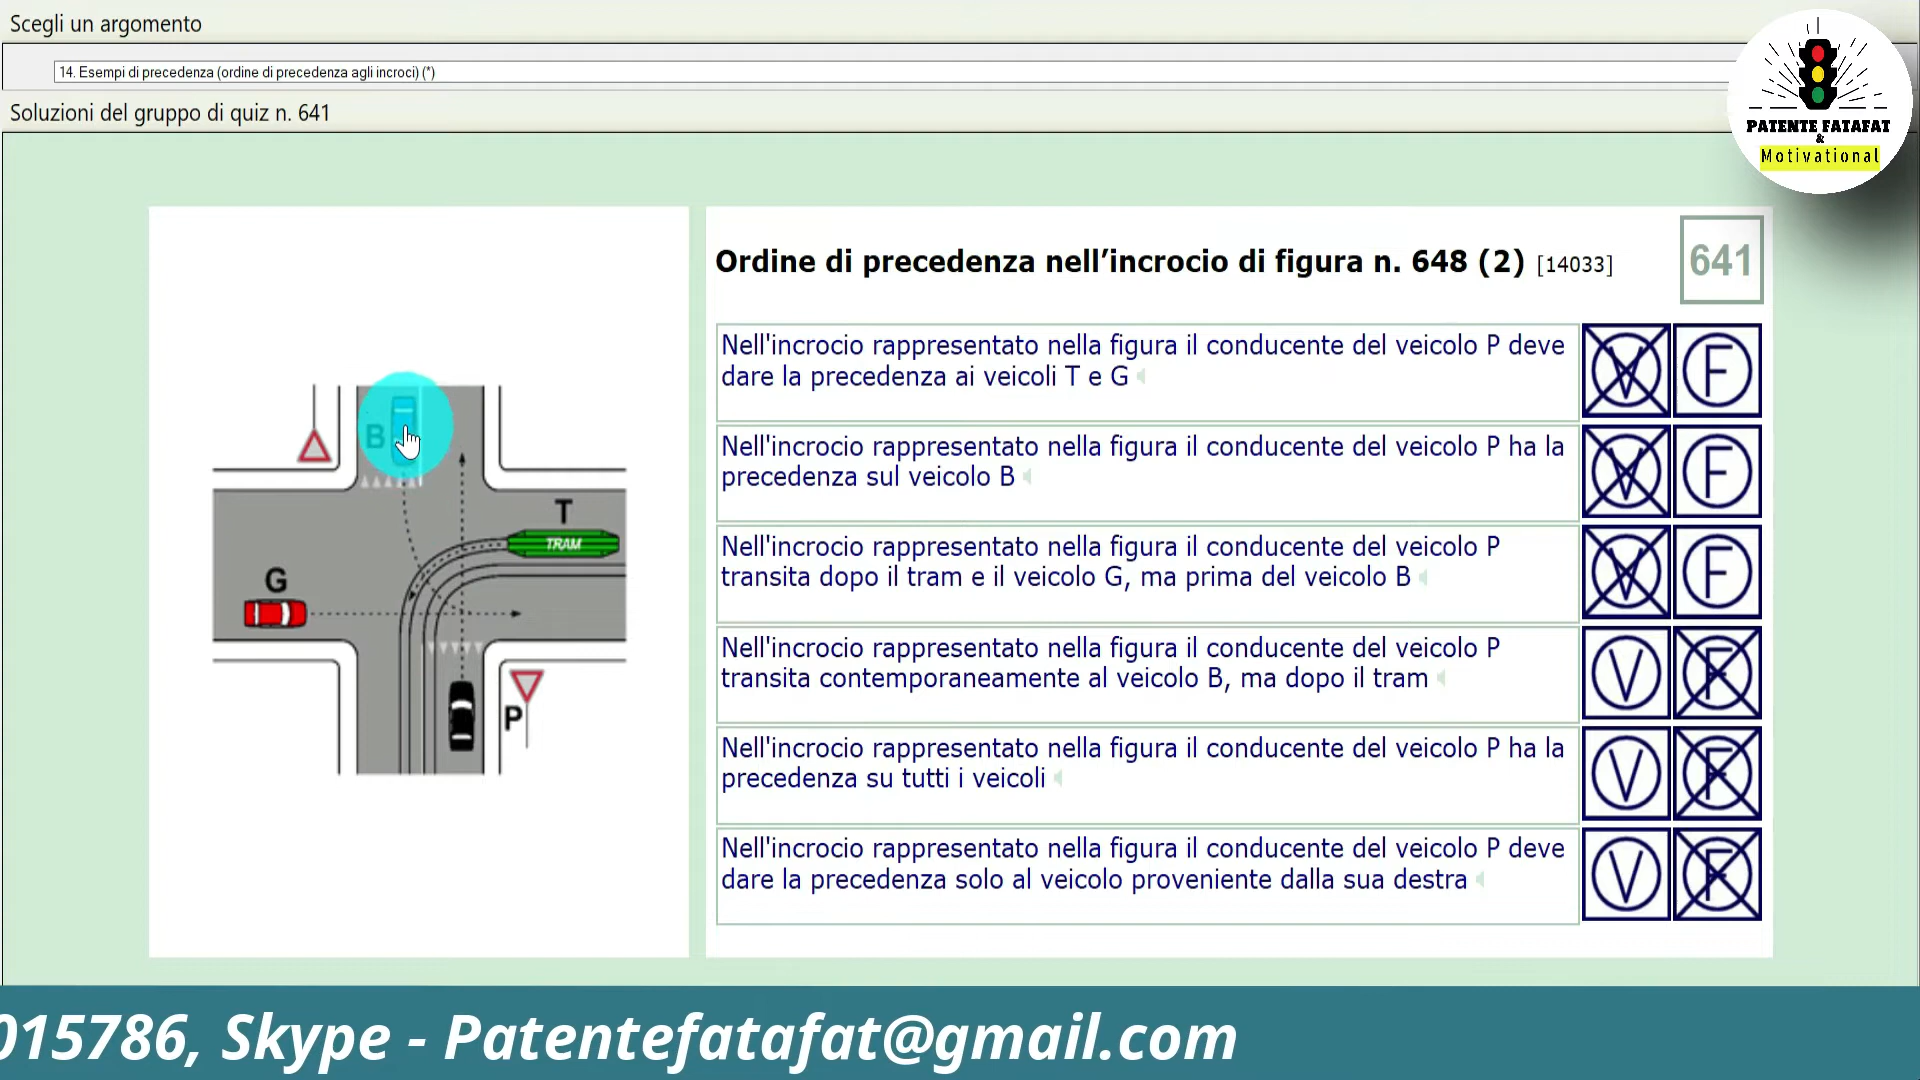 Scegli un argomento
14. Esempi di precedenza (ordine di precedenza agli incroci) (*)
Soluzioni del gruppo di quiz n. 641
PATENTE FATAFAT
&
Motivational
Ordine di precedenza nell’incrocio di figura n. 648 (2) [14033]
641
Nell'incrocio rappresentato nella figura il conducente del veicolo P deve
dare la precedenza ai veicoli T e G
V F
Nell'incrocio rappresentato nella figura il conducente del veicolo P ha la
precedenza sul veicolo B
V F
Nell'incrocio rappresentato nella figura il conducente del veicolo P
transita dopo il tram e il veicolo G, ma prima del veicolo B
V F
Nell'incrocio rappresentato nella figura il conducente del veicolo P
transita contemporaneamente al veicolo B, ma dopo il tram
V F
Nell'incrocio rappresentato nella figura il conducente del veicolo P ha la
precedenza su tutti i veicoli
V F
Nell'incrocio rappresentato nella figura il conducente del veicolo P deve
dare la precedenza solo al veicolo proveniente dalla sua destra
V F
B
T
TRAM
G
P
015786, Skype - Patentefatafat@gmail.com